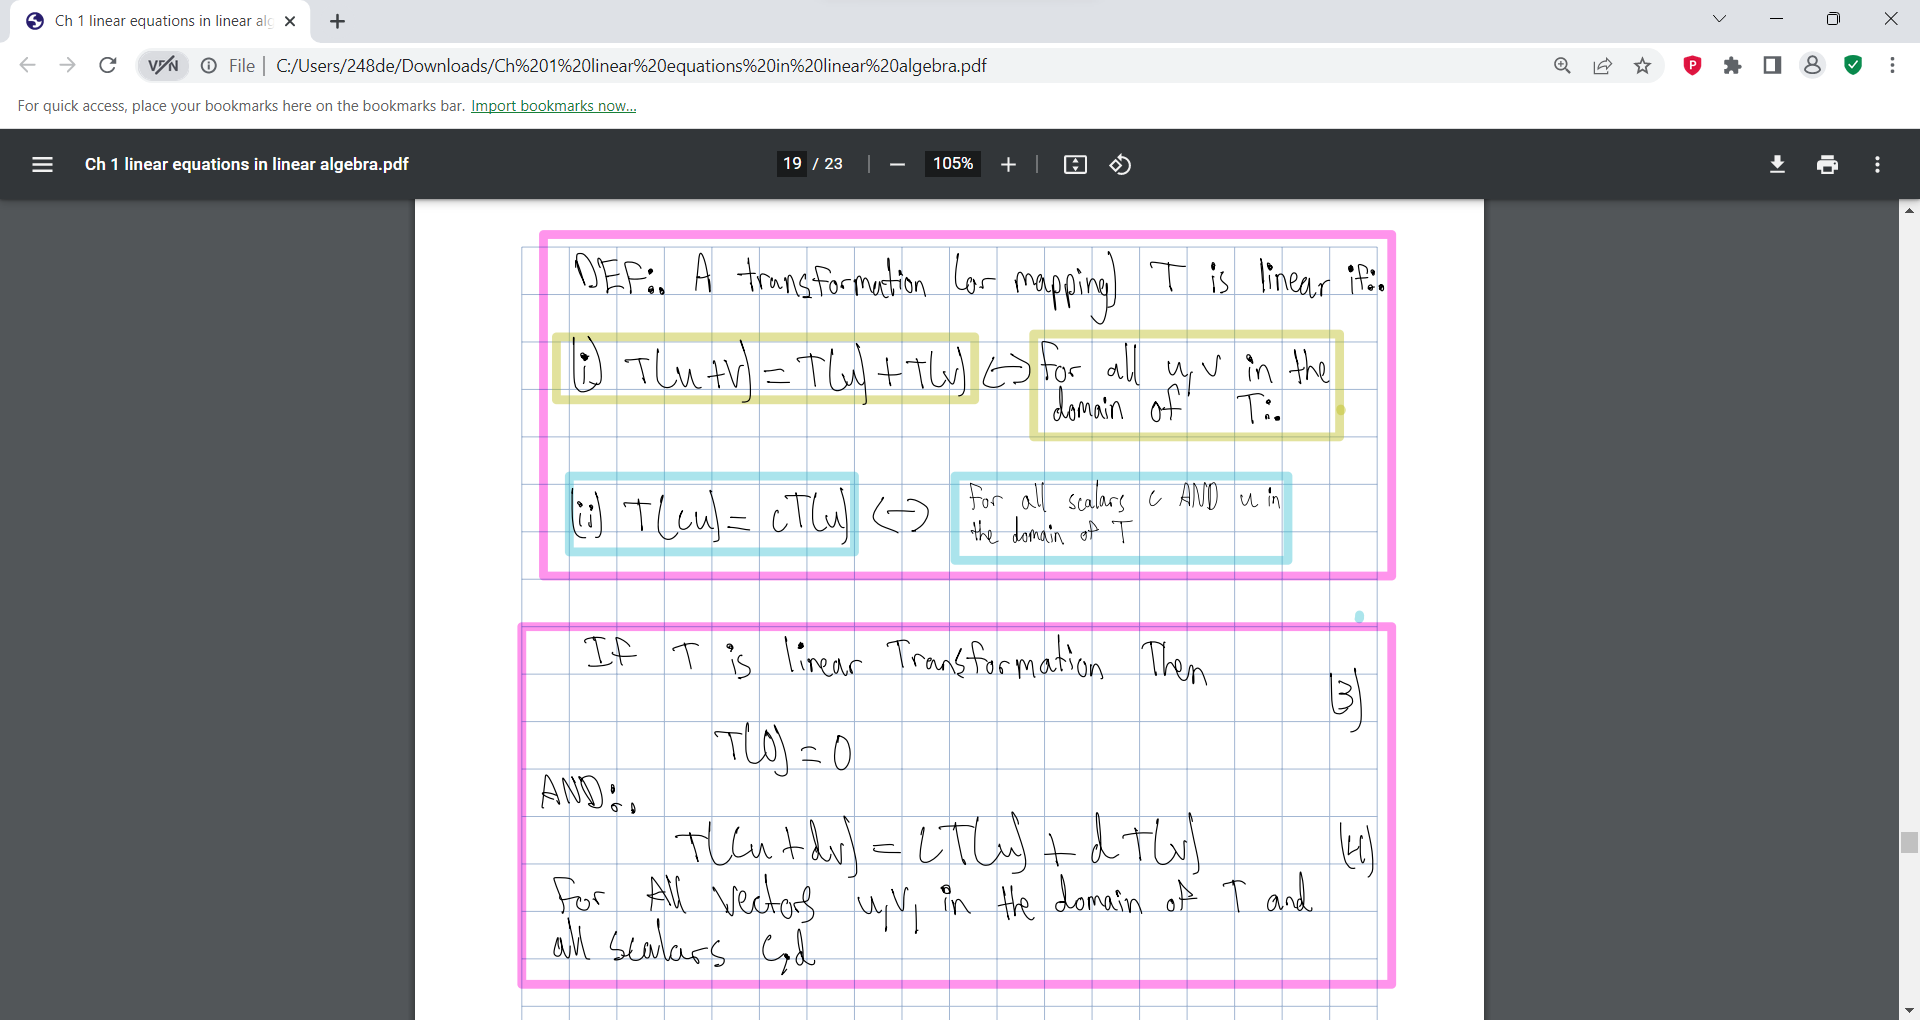 Ch 1 linear equations in linear alg
VPN File C:/Users/248de/Downloads/Ch%201%20linear%20equations%20in%20linear%20algebra.pdf
For quick access, place your bookmarks here on the bookmarks bar. Import bookmarks now...
Ch 1 linear equations in linear algebra.pdf 19 / 23 105%
DEF:. A transformation (or mapping) T is linear if:.
(i) T(u+v) = T(u) + T(v) <-> For all u, v in the
domain of T:.
(ii) T(cu) = cT(u) <-> For all scalars c AND u in
the domain of T
If T is linear Transformation Then
(3)
T(0) = 0
AND:.
T(cu + dv) = cT(u) + dT(v) (4)
For All vectors u, v, in the domain of T and
all scalars c, d